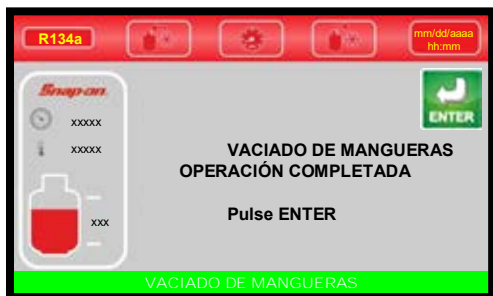 R134a
mm/dd/aaaa
hh:mm
Snap-on
ENTER
xxxxx
xxxxx
VACIADO DE MANGUERAS
OPERACIÓN COMPLETADA
xxx
Pulse ENTER
VACIADO DE MANGUERAS